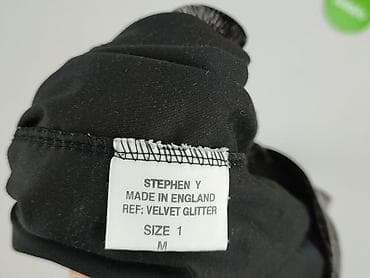 STEPHEN Y
MADE IN ENGLAND
REF; VELVET GLITTER
SIZE 1
M